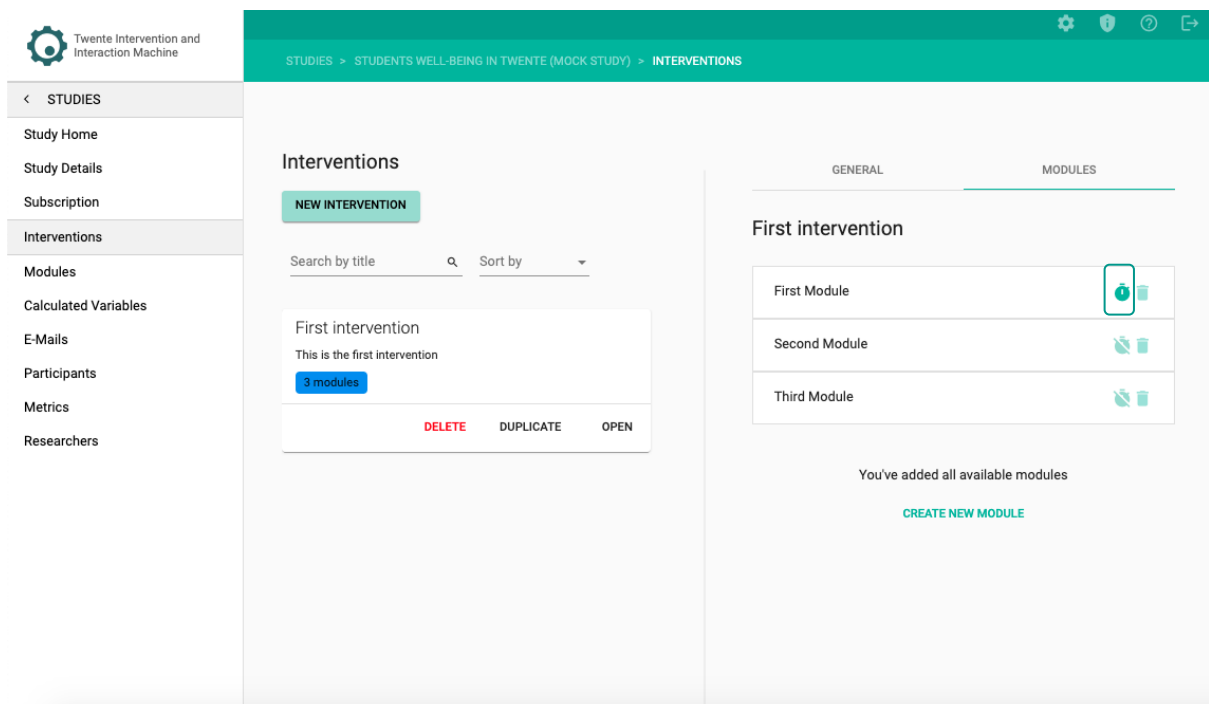 Twente Intervention and
Interaction Machine
STUDIES > STUDENTS WELL-BEING IN TWENTE (MOCK STUDY) > INTERVENTIONS
< STUDIES
Study Home
Study Details
Subscription
Interventions
Modules
Calculated Variables
E-Mails
Participants
Metrics
Researchers
Interventions
NEW INTERVENTION
Search by title
Sort by
First intervention
This is the first intervention
3 modules
DELETE DUPLICATE OPEN
GENERAL MODULES
First intervention
First Module
Second Module
Third Module
You've added all available modules
CREATE NEW MODULE